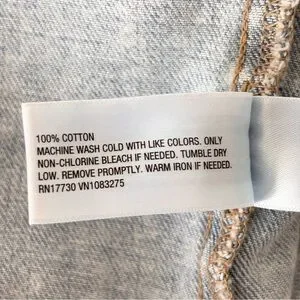 100% COTTON
MACHINE WASH COLD WITH LIKE COLORS. ONLY
NON-CHLORINE BLEACH IF NEEDED. TUMBLE DRY
LOW. REMOVE PROMPTLY. WARM IRON IF NEEDED.
RN17730 VN1083275